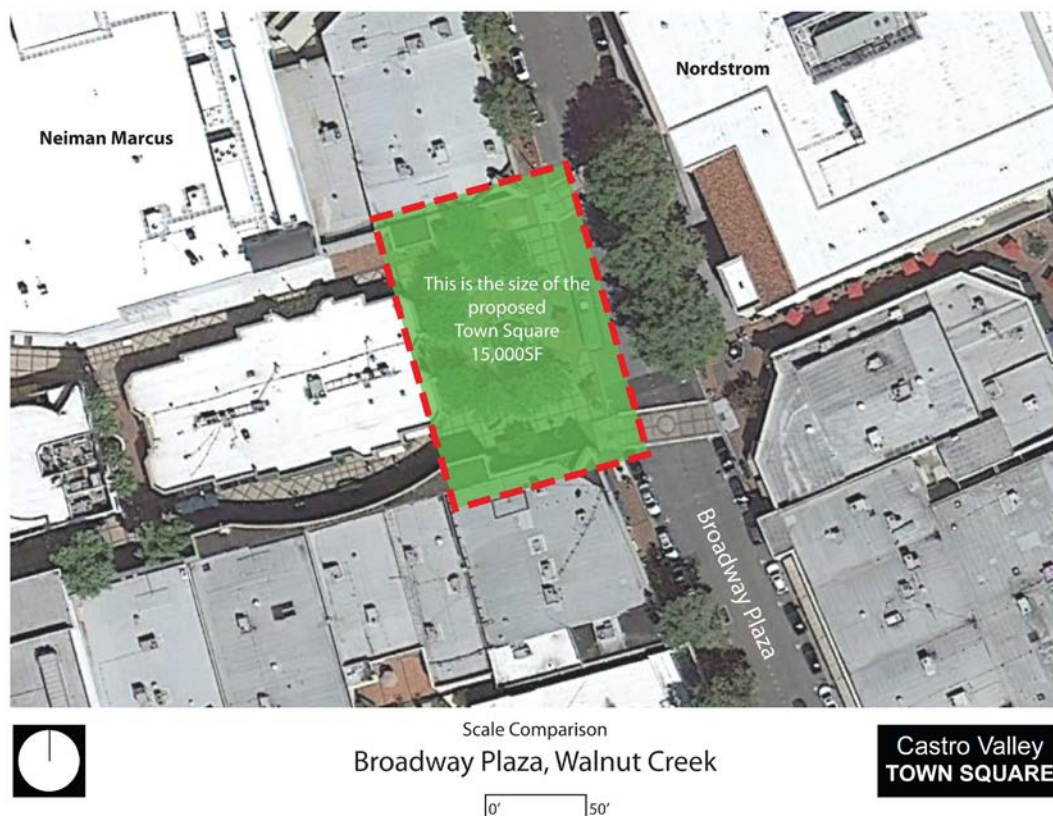 Nordstrom
Neiman Marcus
This is the size of the
proposed
Town Square
15,000SF
Broadway Plaza
Scale Comparison
Broadway Plaza, Walnut Creek
0' 50'
Castro Valley
TOWN SQUARE